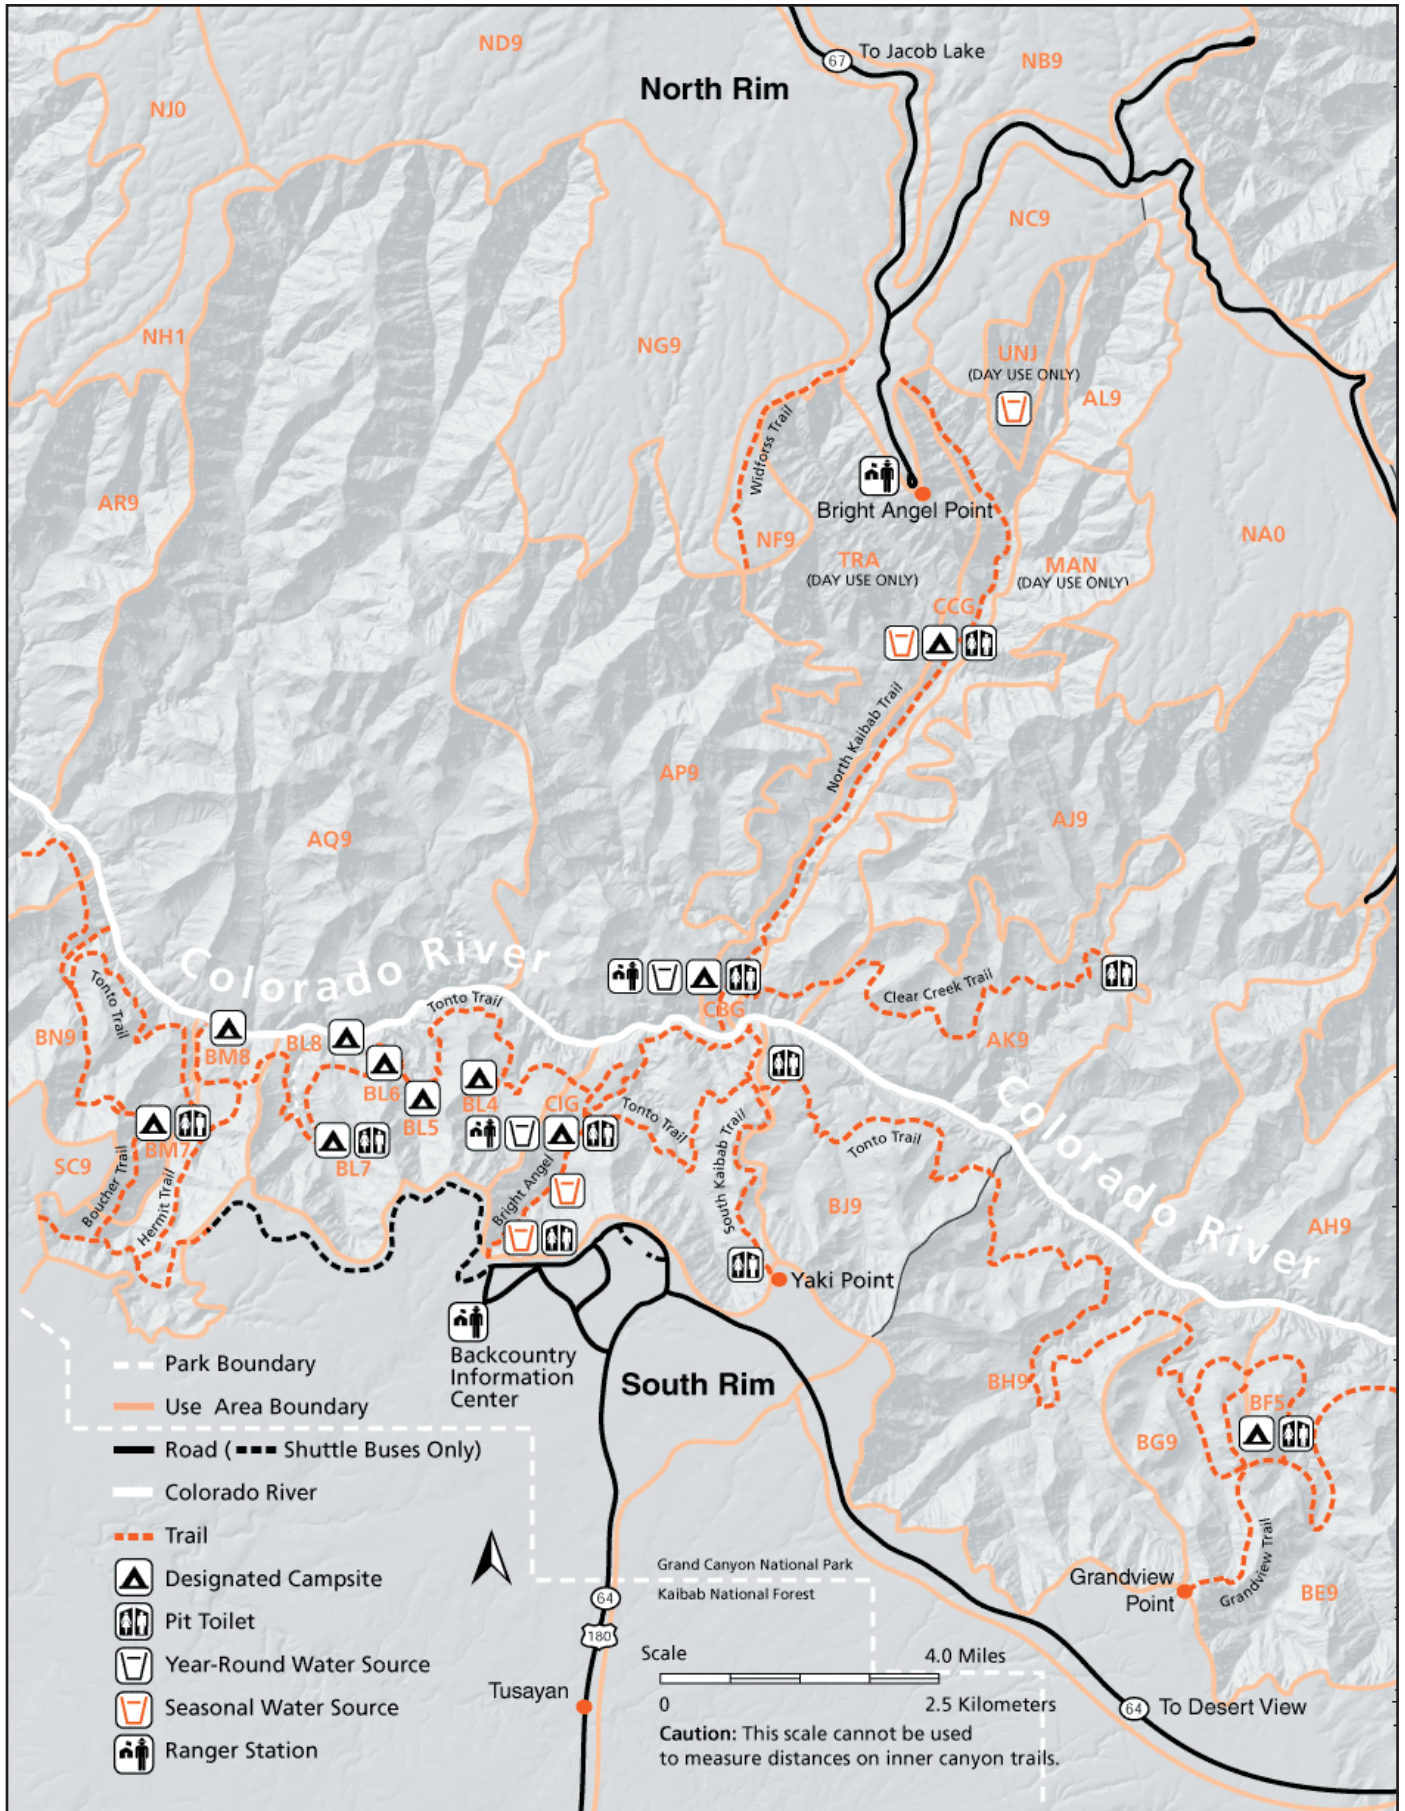 ND9
67
To Jacob Lake
NB9
North Rim
NJ0
NC9
NH1
NG9
UNJ
(DAY USE ONLY)
AL9
Widforss Trail
AR9
Bright Angel Point
NF9
TRA
(DAY USE ONLY)
MAN
(DAY USE ONLY)
NA0
CCG
North Kaibab Trail
AP9
AJ9
AQ9
Colorado River
Tonto Trail
Tonto Trail
Clear Creek Trail
CBG
BN9
BM8
BL8
AK9
BL6
BL5
BL4
CIG
Tonto Trail
Colorado River
BM7
BL7
SC9
Boucher Trail
Hermit Trail
Bright Angel
South Kaibab Trail
Tonto Trail
BJ9
AH9
Yaki Point
Backcountry
Information
Center
South Rim
BH9
BF5
BG9
Park Boundary
Use Area Boundary
Road ( Shuttle Buses Only)
Colorado River
Trail
Designated Campsite
Pit Toilet
Year-Round Water Source
Seasonal Water Source
Ranger Station
Grand Canyon National Park
Kaibab National Forest
Grandview
Point
Grandview Trail
BE9
64
180
Tusayan
Scale
4.0 Miles
0
2.5 Kilometers
Caution: This scale cannot be used
to measure distances on inner canyon trails.
64
To Desert View